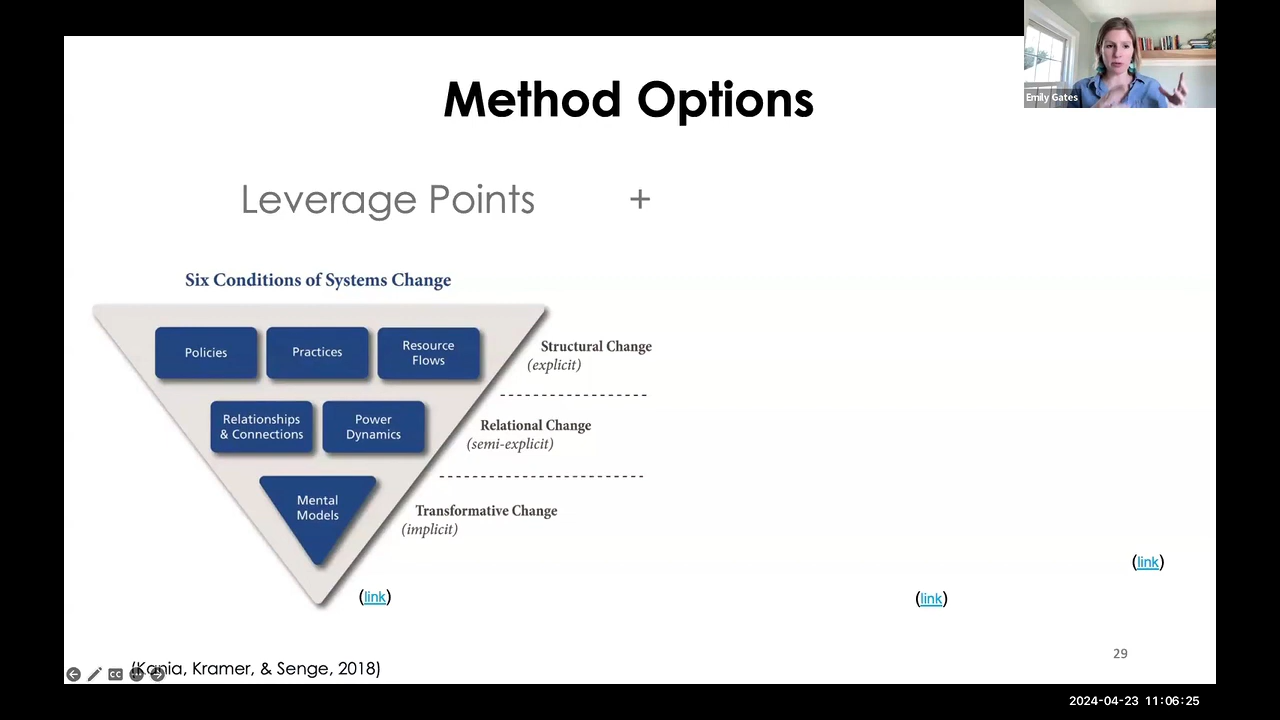 Emily Gates
Method Options
Leverage Points +
Six Conditions of Systems Change
Policies
Practices
Resource
Flows
Structural Change
(explicit)
Relationships
& Connections
Power
Dynamics
Relational Change
(semi-explicit)
Mental
Models
Transformative Change
(implicit)
(link)
(link)
(link)
29
(Kania, Kramer, & Senge, 2018)
CC
2024-04-23 11:06:25